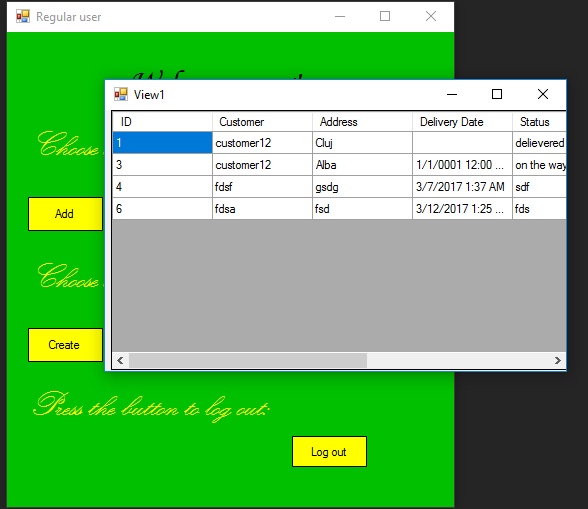 Regular user
View1
ID Customer Address Delivery Date Status
1 customer12 Cluj delievered
3 customer12 Alba 1/1/0001 12:00 ... on the way
4 fdsf gsdg 3/7/2017 1:37 AM sdf
6 fdsa fsd 3/12/2017 1:25 ... fds
Choose
Add
Choose
Create
Press the button to log out:
Log out